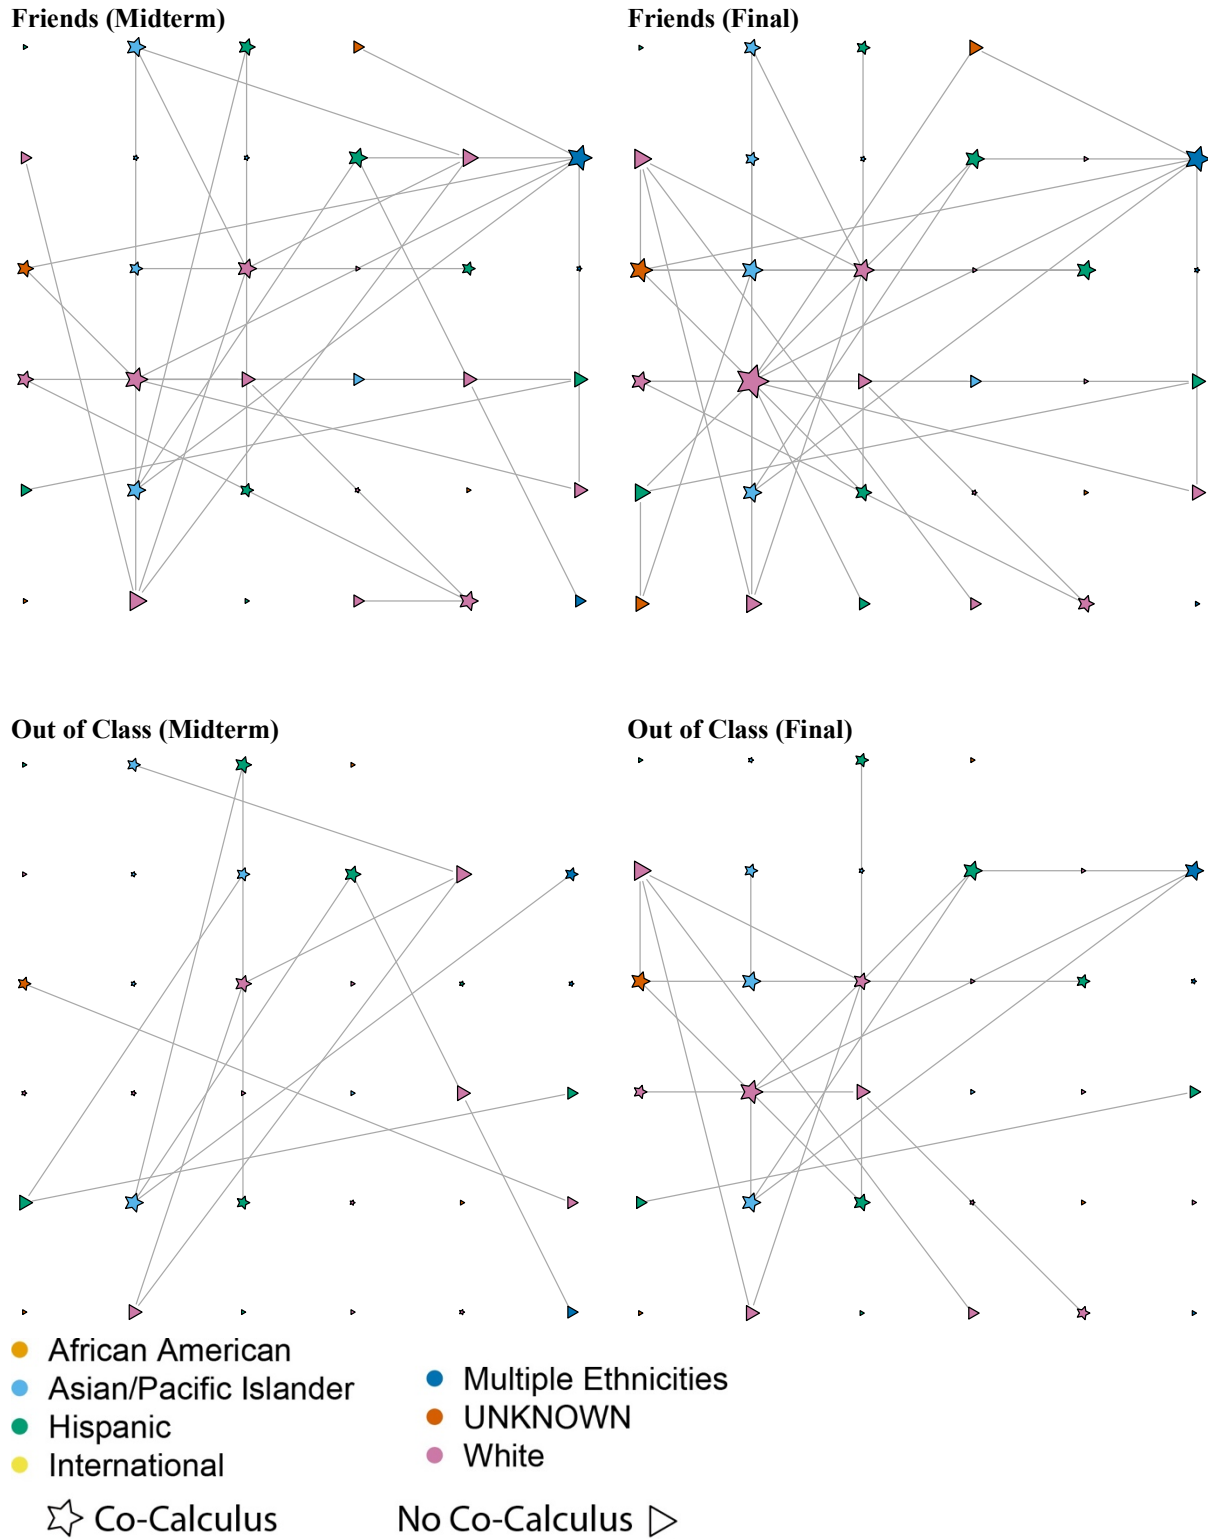 Friends (Midterm)
Friends (Final)
Out of Class (Midterm)
Out of Class (Final)
African American
Asian/Pacific Islander
Hispanic
International
Multiple Ethnicities
UNKNOWN
White
Co-Calculus
No Co-Calculus